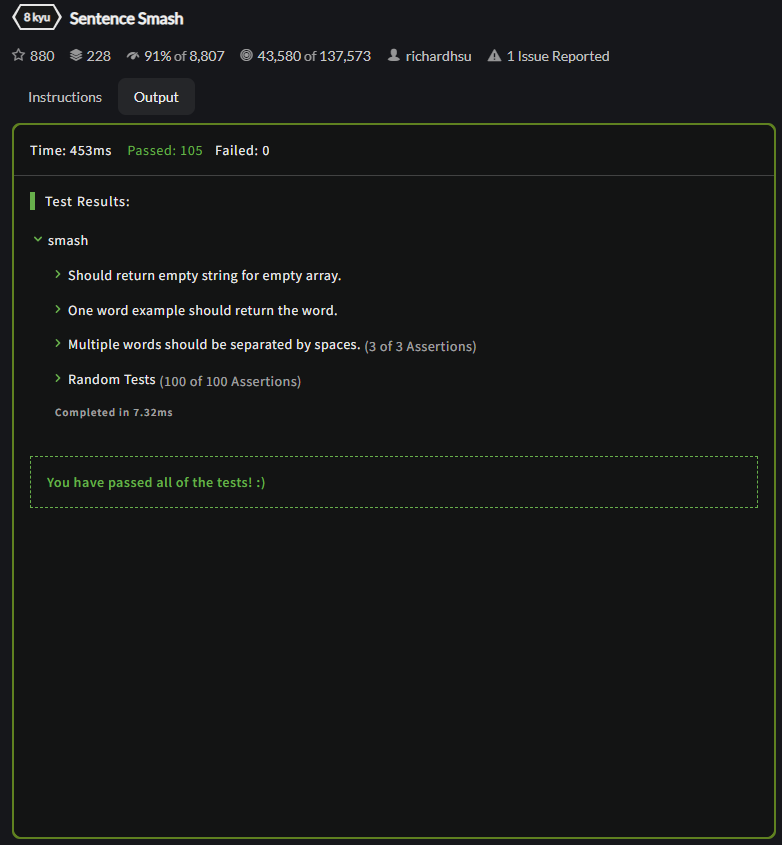 8 kyu Sentence Smash
880 228 91% of 8,807 43,580 of 137,573 richardhsu 1 Issue Reported
Instructions Output
Time: 453ms Passed: 105 Failed: 0
Test Results:
smash
Should return empty string for empty array.
One word example should return the word.
Multiple words should be separated by spaces. (3 of 3 Assertions)
Random Tests (100 of 100 Assertions)
Completed in 7.32ms
You have passed all of the tests! :)